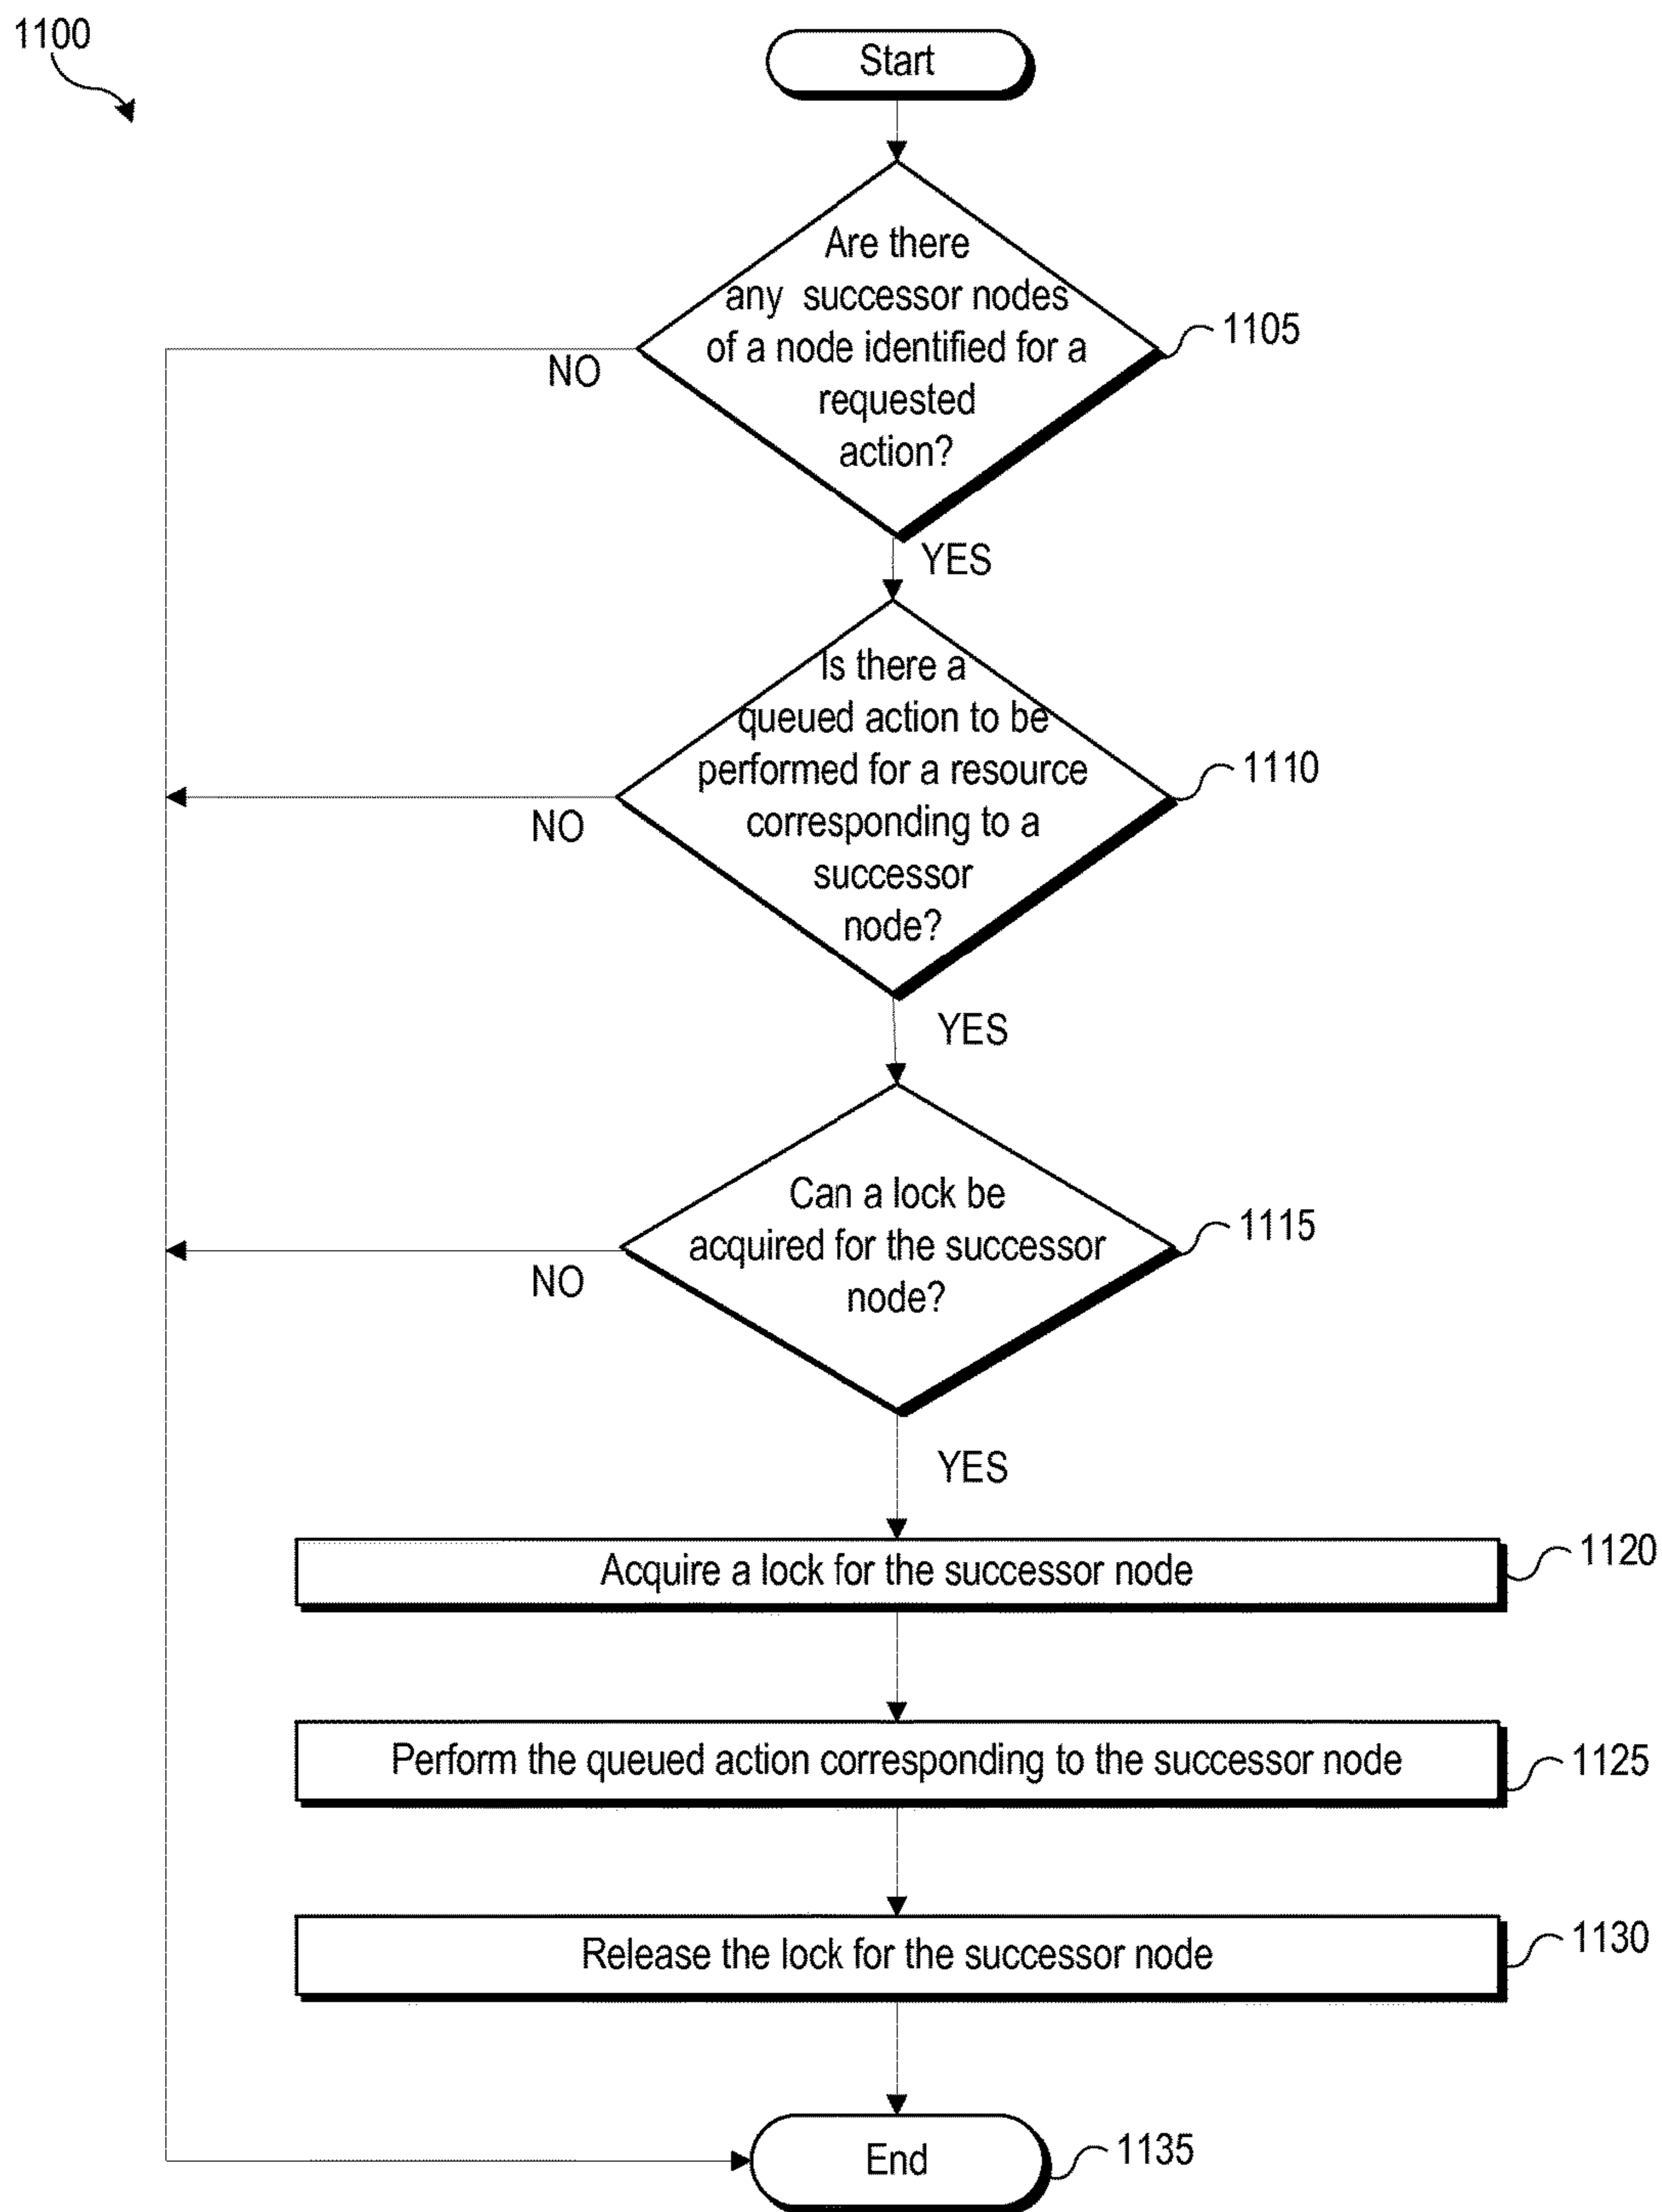 1100
Start
Are there
any successor nodes
of a node identified for a
requested
action?
1105
NO
YES
Is there a
queued action to be
performed for a resource
corresponding to a
successor
node?
1110
NO
YES
Can a lock be
acquired for the successor
node?
1115
NO
YES
Acquire a lock for the successor node
1120
Perform the queued action corresponding to the successor node
1125
Release the lock for the successor node
1130
End
1135